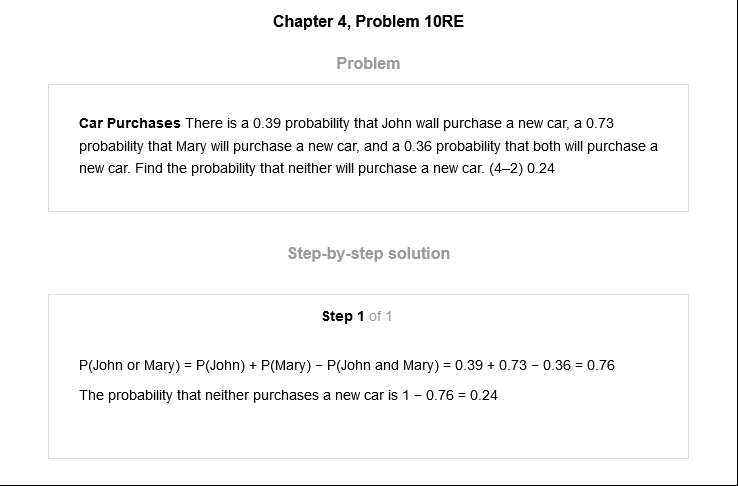 Chapter 4, Problem 10RE
Problem
Car Purchases There is a 0.39 probability that John wall purchase a new car, a 0.73
probability that Mary will purchase a new car, and a 0.36 probability that both will purchase a
new car. Find the probability that neither will purchase a new car. (4–2) 0.24
Step-by-step solution
Step 1 of 1
P(John or Mary) = P(John) + P(Mary) − P(John and Mary) = 0.39 + 0.73 − 0.36 = 0.76
The probability that neither purchases a new car is 1 − 0.76 = 0.24